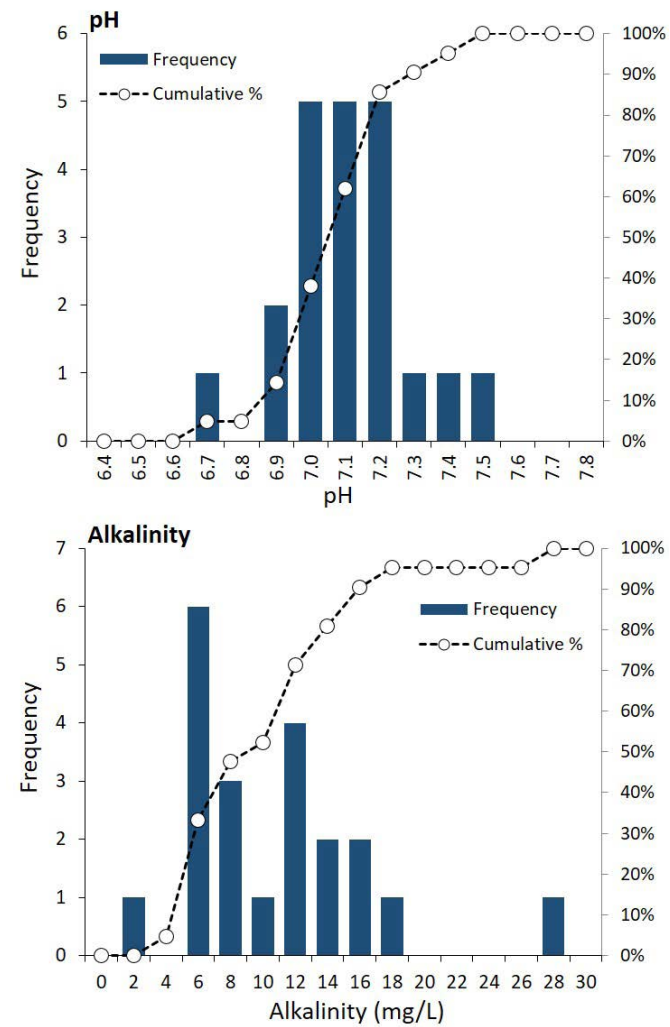 pH
6 100%
Frequency 90%
5 Cumulative % 80%
4 70%
60%
3 50%
2 40%
30%
1 20%
10%
0 0%
Frequency
6.4 6.5 6.6 6.7 6.8 6.9 7.0 7.1 7.2 7.3 7.4 7.5 7.6 7.7 7.8
pH
Alkalinity
7 100%
90%
6 Frequency
80%
5 Cumulative % 70%
4 60%
50%
3 40%
2 30%
20%
1 10%
0 0%
Frequency
0 2 4 6 8 10 12 14 16 18 20 22 24 26 28 30
Alkalinity (mg/L)